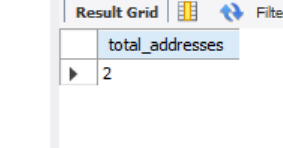 Result Grid Filte
total_addresses
2